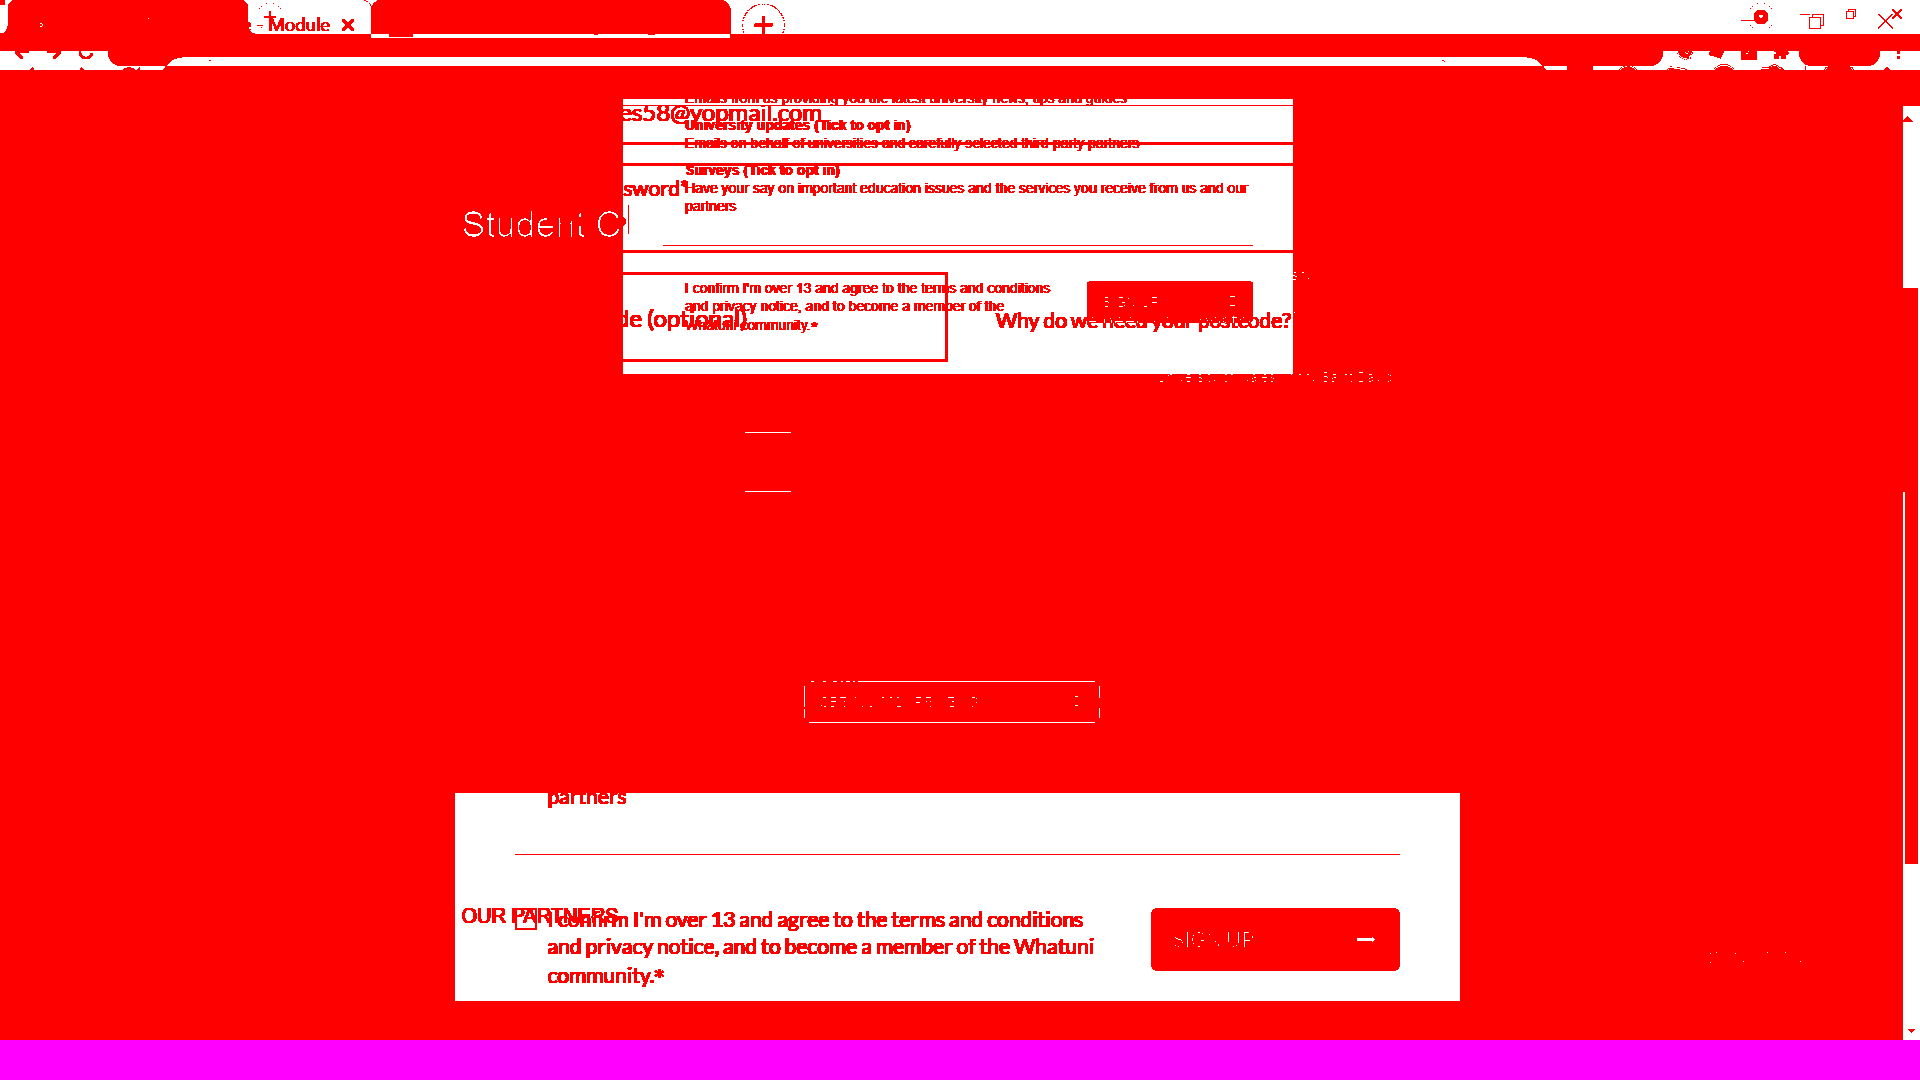 Module
Emails from us providing you the latest university news, tips and guides
es58@yopmail.com
University updates (Tick to opt in)
Emails on behalf of universities and carefully selected third party partners
Surveys (Tick to opt in)
sword*
Have your say on important education issues and the services you receive from us and our
partners
Student C
I confirm I'm over 13 and agree to the terms and conditions
SIGN UP
and privacy notice, and to become a member of the
de (optional)
Why do we need your postcode?
Whatuni community.*
partners
OUR PARTNERS
I confirm I'm over 13 and agree to the terms and conditions
SIGN UP
and privacy notice, and to become a member of the Whatuni
community.*